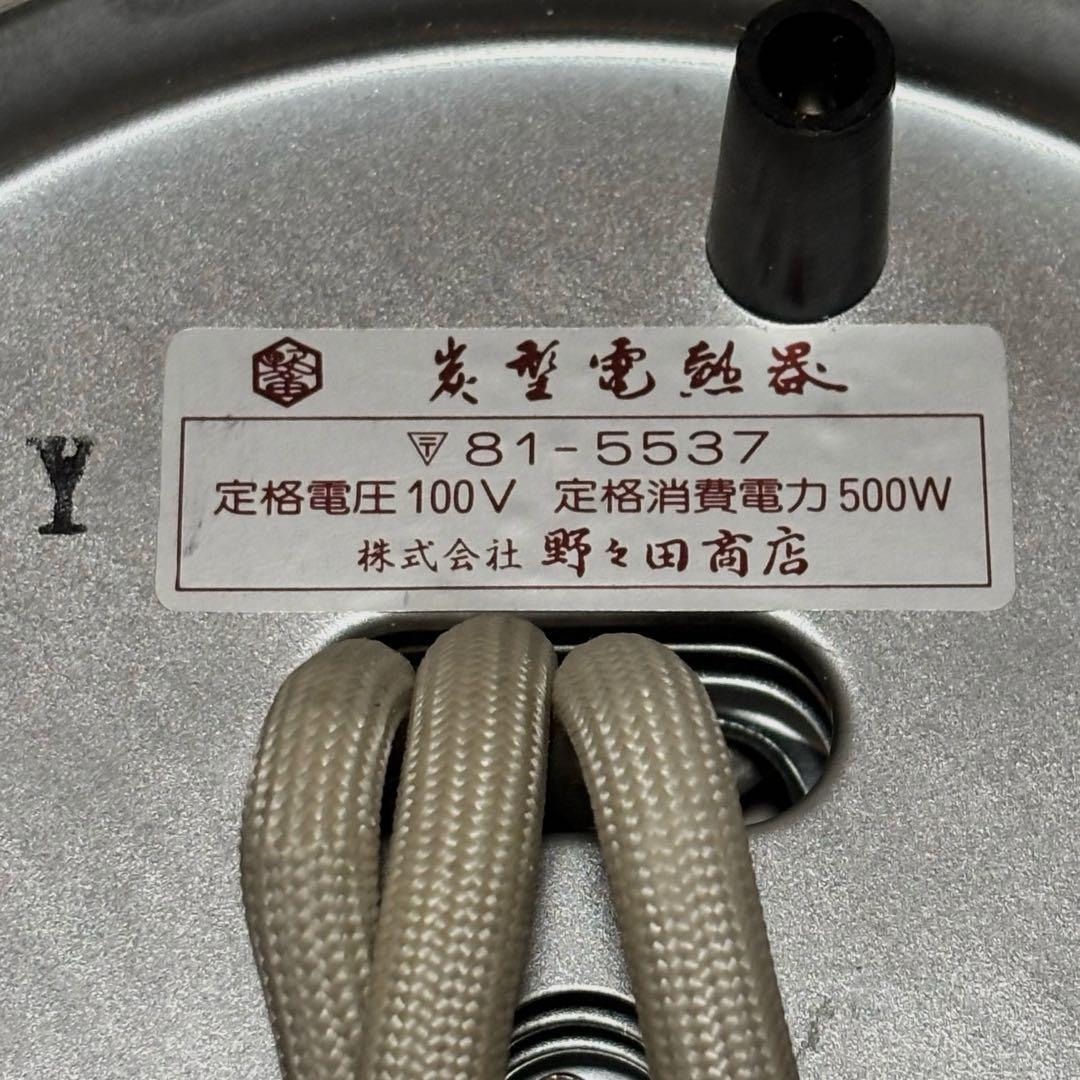 炭型電熱器
〒81-5537
定格電圧100V 定格消費電力500W
株式会社 野々田商店
Y